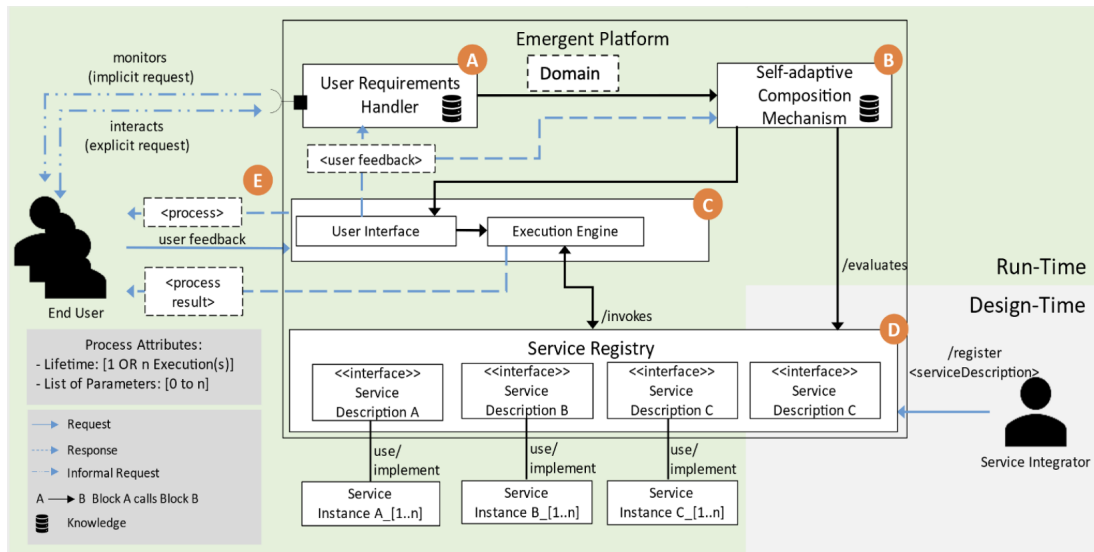 Emergent Platform
A
B
monitors
(implicit request)
User Requirements
Handler
Domain
Self-adaptive
Composition
Mechanism
interacts
(explicit request)
<user feedback>
E
C
<process>
User Interface
Execution Engine
user feedback
<process
result>
/evaluates
Run-Time
End User
/invokes
Design-Time
D
Process Attributes:
- Lifetime: [1 OR n Execution(s)]
- List of Parameters: [0 to n]
Service Registry
/register
<serviceDescription>
<<interface>>
Service
Description A
<<interface>>
Service
Description B
<<interface>>
Service
Description C
<<interface>>
Service
Description C
Request
Response
Informal Request
A B Block A calls Block B
Knowledge
use/
implement
use/
implement
use/
implement
Service Integrator
Service
Instance A_[1..n]
Service
Instance B_[1..n]
Service
Instance C_[1..n]